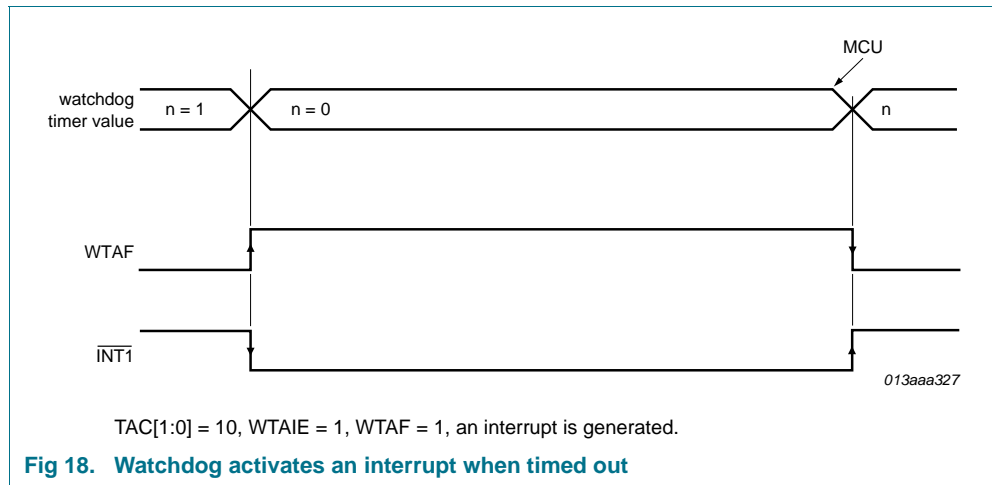 MCU
watchdog
timer value
n = 1
n = 0
n
WTAF
INT1
013aaa327
TAC[1:0] = 10, WTAIE = 1, WTAF = 1, an interrupt is generated.
Fig 18. Watchdog activates an interrupt when timed out